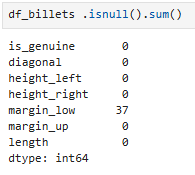 df_billets .isnull().sum()
is_genuine 0
diagonal 0
height_left 0
height_right 0
margin_low 37
margin_up 0
length 0
dtype: int64